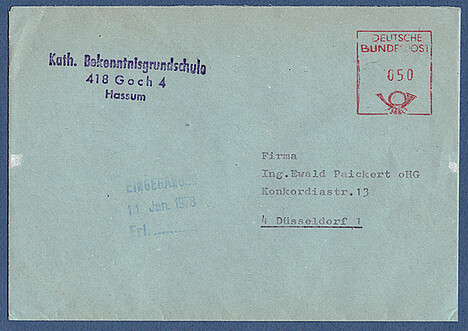 Kath. Bekenntnisgrundschule
418 Goch 4
Hassum
DEUTSCHE
BUNDESPOST
050
Firma
Ing.Ewald Paickert oHG
Konkordiastr.13
4 Düsseldorf 1
EINGEGANGEN
11. Jan. 1978
Erl. ...........